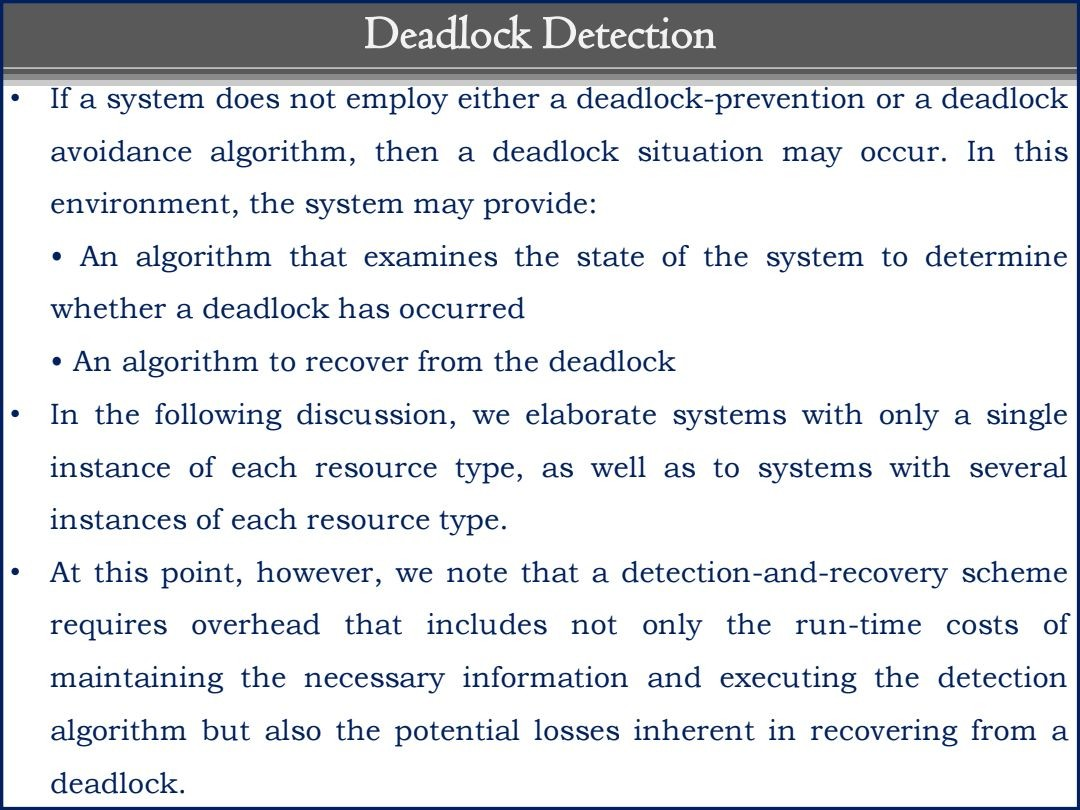 Deadlock Detection
• If a system does not employ either a deadlock-prevention or a deadlock
avoidance algorithm, then a deadlock situation may occur. In this
environment, the system may provide:
• An algorithm that examines the state of the system to determine
whether a deadlock has occurred
• An algorithm to recover from the deadlock
• In the following discussion, we elaborate systems with only a single
instance of each resource type, as well as to systems with several
instances of each resource type.
• At this point, however, we note that a detection-and-recovery scheme
requires overhead that includes not only the run-time costs of
maintaining the necessary information and executing the detection
algorithm but also the potential losses inherent in recovering from a
deadlock.